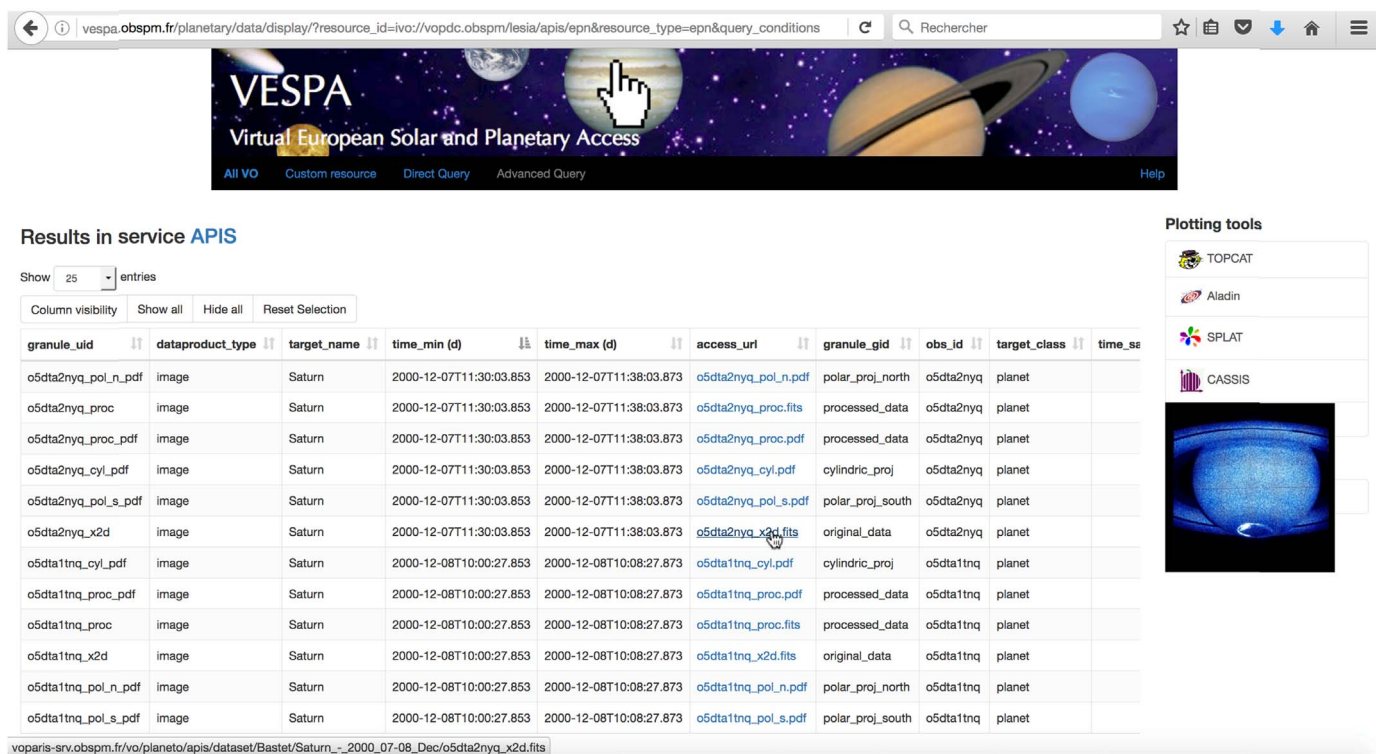 vespa.obspm.fr/planetary/data/display/?resource_id=ivo://vopdc.obspm/lesia/apis/epn&resource_type=epn&query_conditions
Rechercher
VESPA
Virtual European Solar and Planetary Access
All VO Custom resource Direct Query Advanced Query Help
Results in service APIS
Show 25 entries
Column visibility Show all Hide all Reset Selection
granule_uid dataproduct_type target_name time_min (d) time_max (d) access_url granule_gid obs_id target_class time_sa
o5dta2nyq_pol_n_pdf image Saturn 2000-12-07T11:30:03.853 2000-12-07T11:38:03.873 o5dta2nyq_pol_n.pdf polar_proj_north o5dta2nyq planet
o5dta2nyq_proc image Saturn 2000-12-07T11:30:03.853 2000-12-07T11:38:03.873 o5dta2nyq_proc.fits processed_data o5dta2nyq planet
o5dta2nyq_proc_pdf image Saturn 2000-12-07T11:30:03.853 2000-12-07T11:38:03.873 o5dta2nyq_proc.pdf processed_data o5dta2nyq planet
o5dta2nyq_cyl_pdf image Saturn 2000-12-07T11:30:03.853 2000-12-07T11:38:03.873 o5dta2nyq_cyl.pdf cylindric_proj o5dta2nyq planet
o5dta2nyq_pol_s_pdf image Saturn 2000-12-07T11:30:03.853 2000-12-07T11:38:03.873 o5dta2nyq_pol_s.pdf polar_proj_south o5dta2nyq planet
o5dta2nyq_x2d image Saturn 2000-12-07T11:30:03.853 2000-12-07T11:38:03.873 o5dta2nyq_x2d.fits original_data o5dta2nyq planet
o5dta1tnq_cyl_pdf image Saturn 2000-12-08T10:00:27.853 2000-12-08T10:08:27.873 o5dta1tnq_cyl.pdf cylindric_proj o5dta1tnq planet
o5dta1tnq_proc_pdf image Saturn 2000-12-08T10:00:27.853 2000-12-08T10:08:27.873 o5dta1tnq_proc.pdf processed_data o5dta1tnq planet
o5dta1tnq_proc image Saturn 2000-12-08T10:00:27.853 2000-12-08T10:08:27.873 o5dta1tnq_proc.fits processed_data o5dta1tnq planet
o5dta1tnq_x2d image Saturn 2000-12-08T10:00:27.853 2000-12-08T10:08:27.873 o5dta1tnq_x2d.fits original_data o5dta1tnq planet
o5dta1tnq_pol_n_pdf image Saturn 2000-12-08T10:00:27.853 2000-12-08T10:08:27.873 o5dta1tnq_pol_n.pdf polar_proj_north o5dta1tnq planet
o5dta1tnq_pol_s_pdf image Saturn 2000-12-08T10:00:27.853 2000-12-08T10:08:27.873 o5dta1tnq_pol_s.pdf polar_proj_south o5dta1tnq planet
Plotting tools
TOPCAT
Aladin
SPLAT
CASSIS
voparis-srv.obspm.fr/vo/planeto/apis/dataset/Bastet/Saturn_-_2000_07-08_Dec/o5dta2nyq_x2d.fits